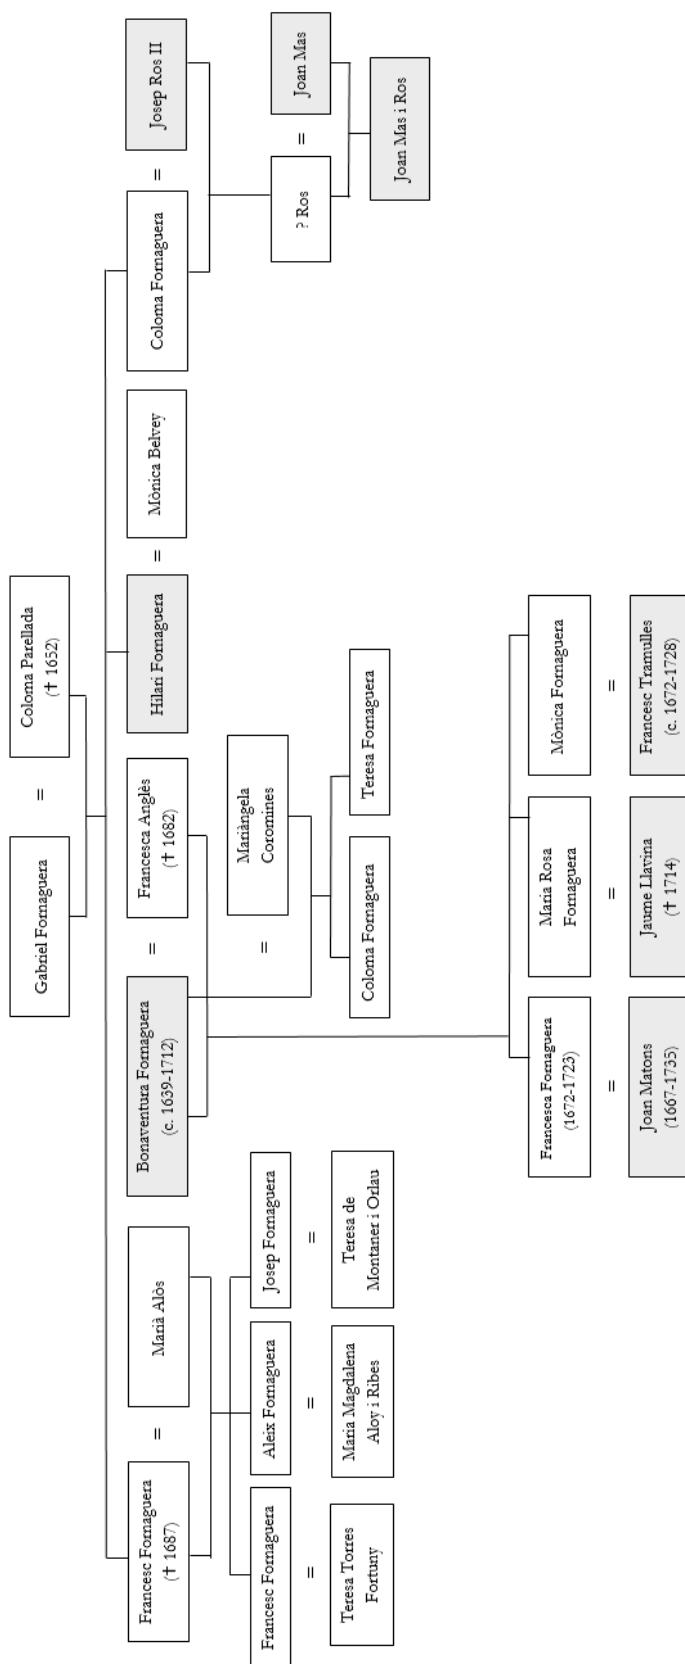 Gabriel Fornaguera
=
Coloma Parellada
(† 1652)
Francesc Fornaguera
(† 1687)
=
Marià Alòs
Bonaventura Fornaguera
(c. 1639-1712)
=
Francesca Anglès
(† 1682)
Hilari Fornaguera
=
Mònica Belvey
Coloma Fornaguera
=
Josep Ros II
=
Mariàngela
Coromines
? Ros
=
Joan Mas
Francesc Fornaguera
Aleix Fornaguera
Josep Fornaguera
=
=
=
Teresa Torres
Fortuny
Maria Magdalena
Aloy i Ribes
Teresa de
Montaner i Orlau
Coloma Fornaguera
Teresa Fornaguera
Joan Mas i Ros
Francesca Fornaguera
(1672-1723)
Maria Rosa
Fornaguera
Mònica Fornaguera
=
=
=
Joan Matons
(1667-1735)
Jaume Llavina
(† 1714)
Francesc Tramulles
(c. 1672-1728)